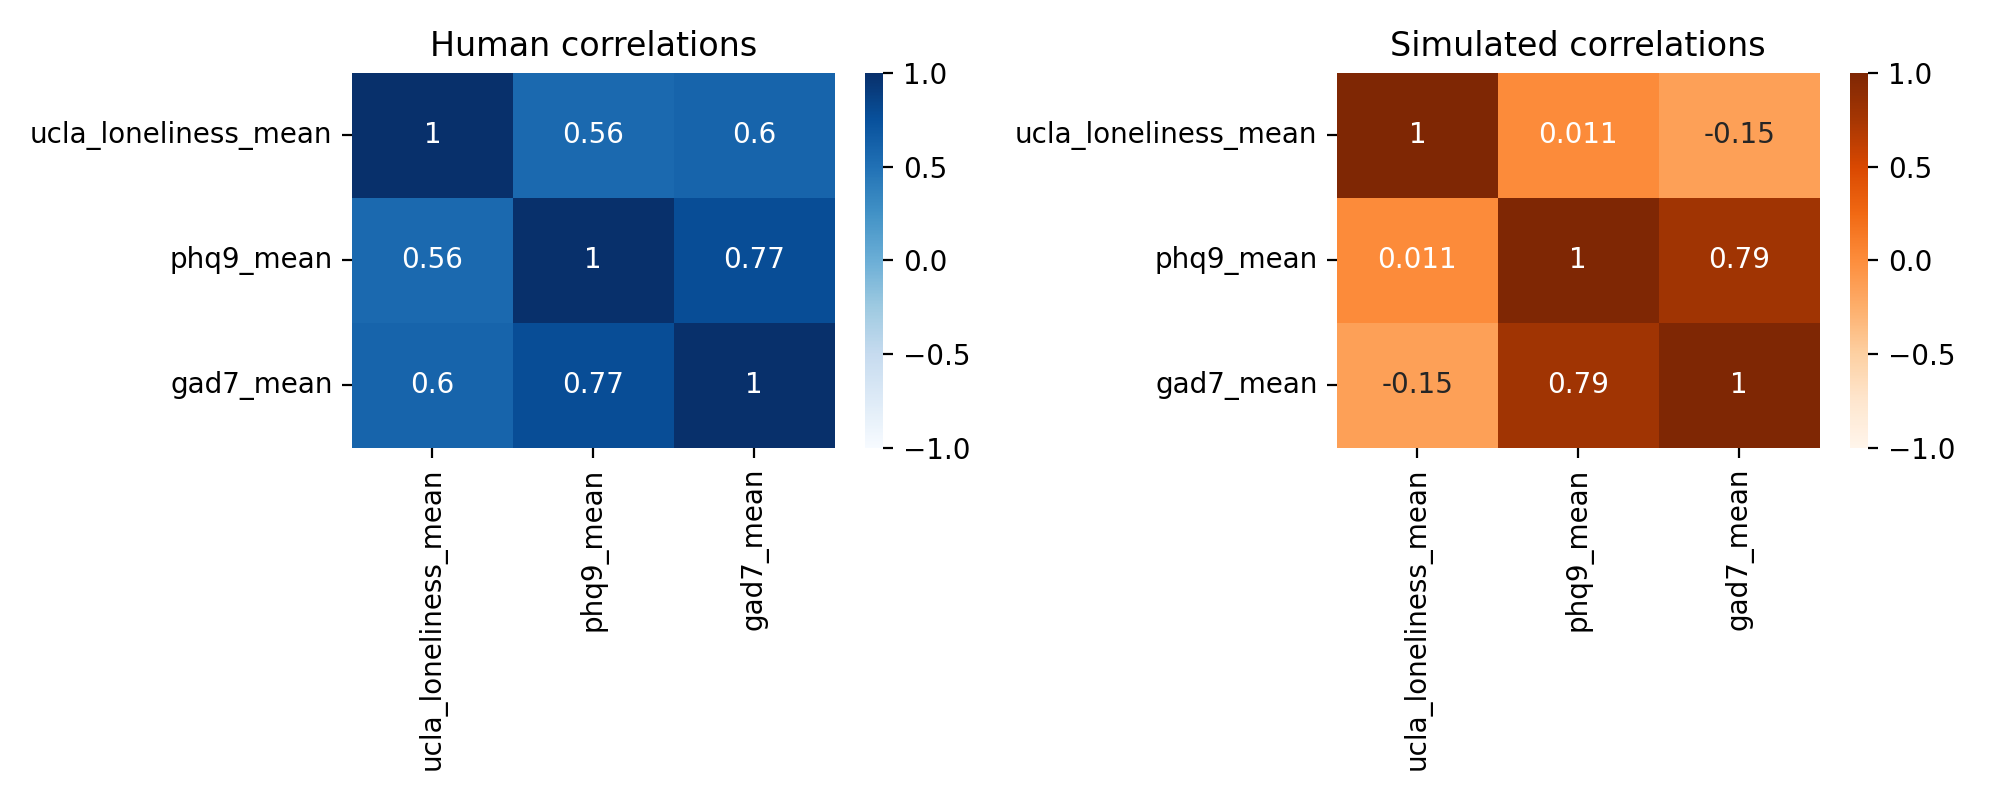 Human correlations
ucla_loneliness_mean
phq9_mean
gad7_mean
1 0.56 0.6
0.56 1 0.77
0.6 0.77 1
1.0
0.5
0.0
−0.5
−1.0
ucla_loneliness_mean
phq9_mean
gad7_mean
Simulated correlations
ucla_loneliness_mean
phq9_mean
gad7_mean
1 0.011 -0.15
0.011 1 0.79
-0.15 0.79 1
1.0
0.5
0.0
−0.5
−1.0
ucla_loneliness_mean
phq9_mean
gad7_mean